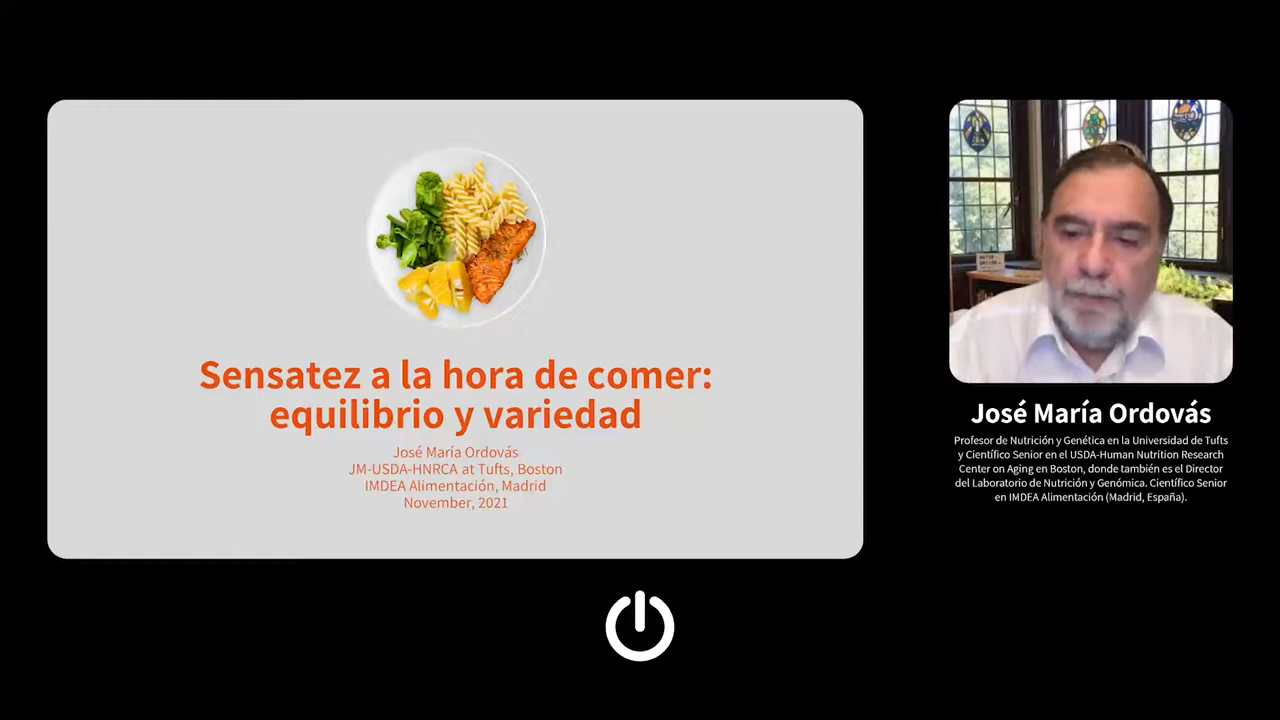 Sensatez a la hora de comer:
equilibrio y variedad
José María Ordovás
JM-USDA-HNRCA at Tufts, Boston
IMDEA Alimentación, Madrid
November, 2021
José María Ordovás
Profesor de Nutrición y Genética en la Universidad de Tufts
y Científico Senior en el USDA-Human Nutrition Research
Center on Aging en Boston, donde también es el Director
del Laboratorio de Nutrición y Genómica. Científico Senior
en IMDEA Alimentación (Madrid, España).